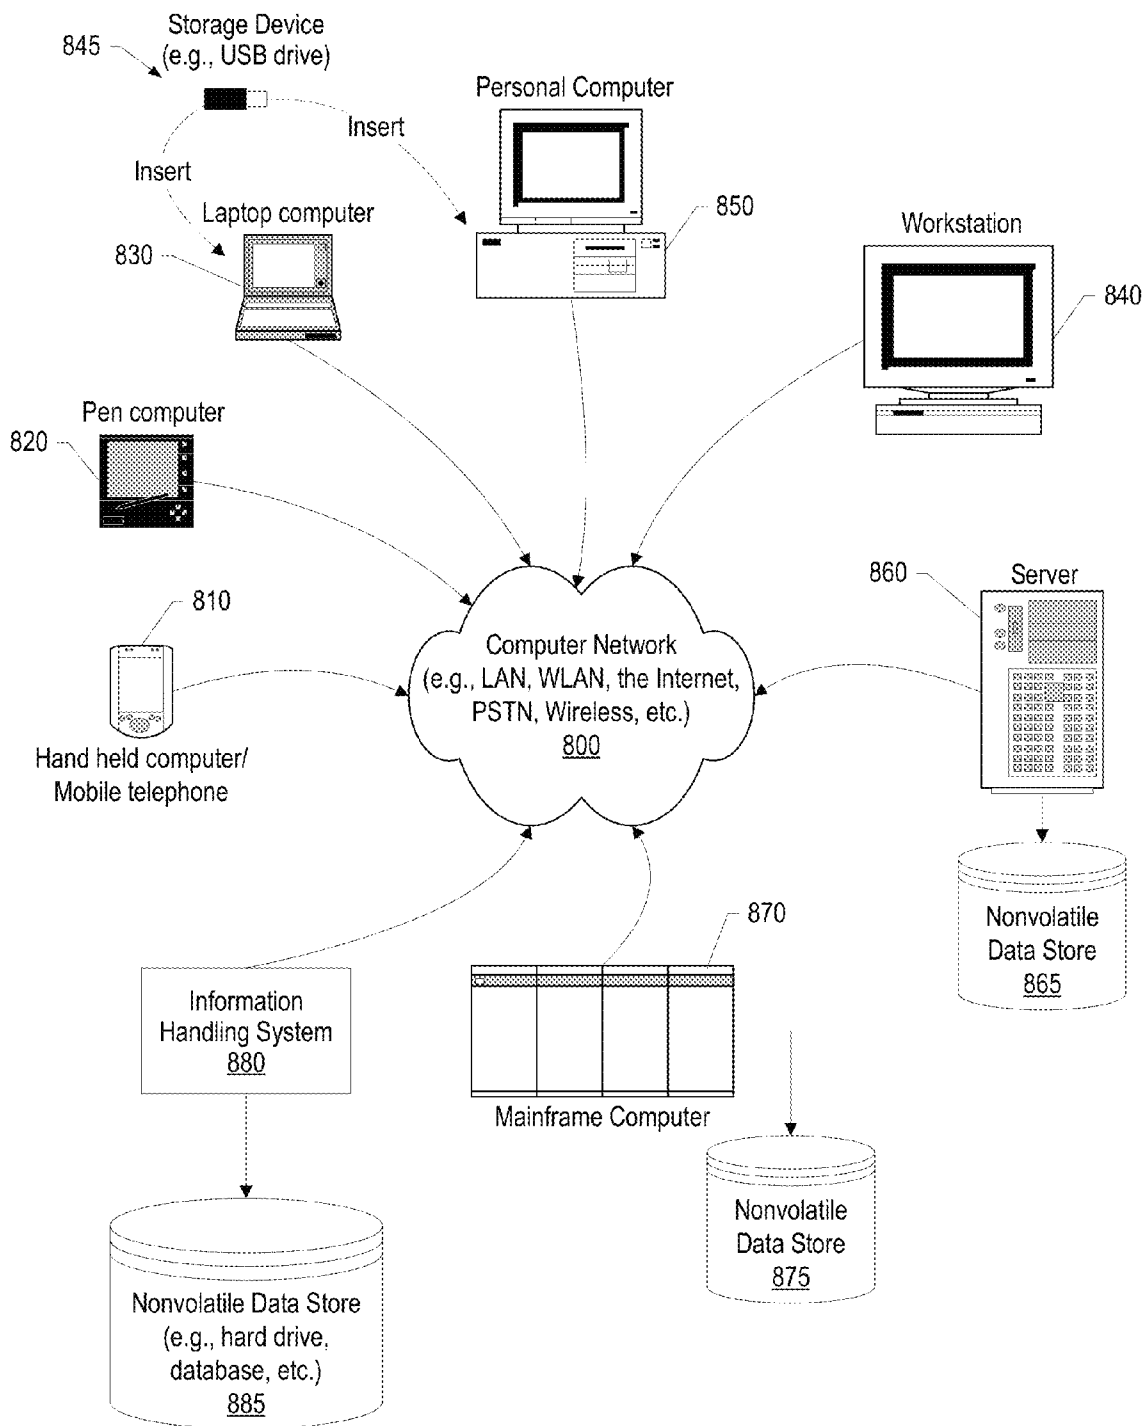 Storage Device
(e.g., USB drive)
845
Insert
Insert
Personal Computer
850
Laptop computer
830
Workstation
840
Pen computer
820
810
Hand held computer/
Mobile telephone
Computer Network
(e.g., LAN, WLAN, the Internet,
PSTN, Wireless, etc.)
800
860
Server
Nonvolatile
Data Store
865
870
Mainframe Computer
Information
Handling System
880
Nonvolatile
Data Store
875
Nonvolatile Data Store
(e.g., hard drive,
database, etc.)
885